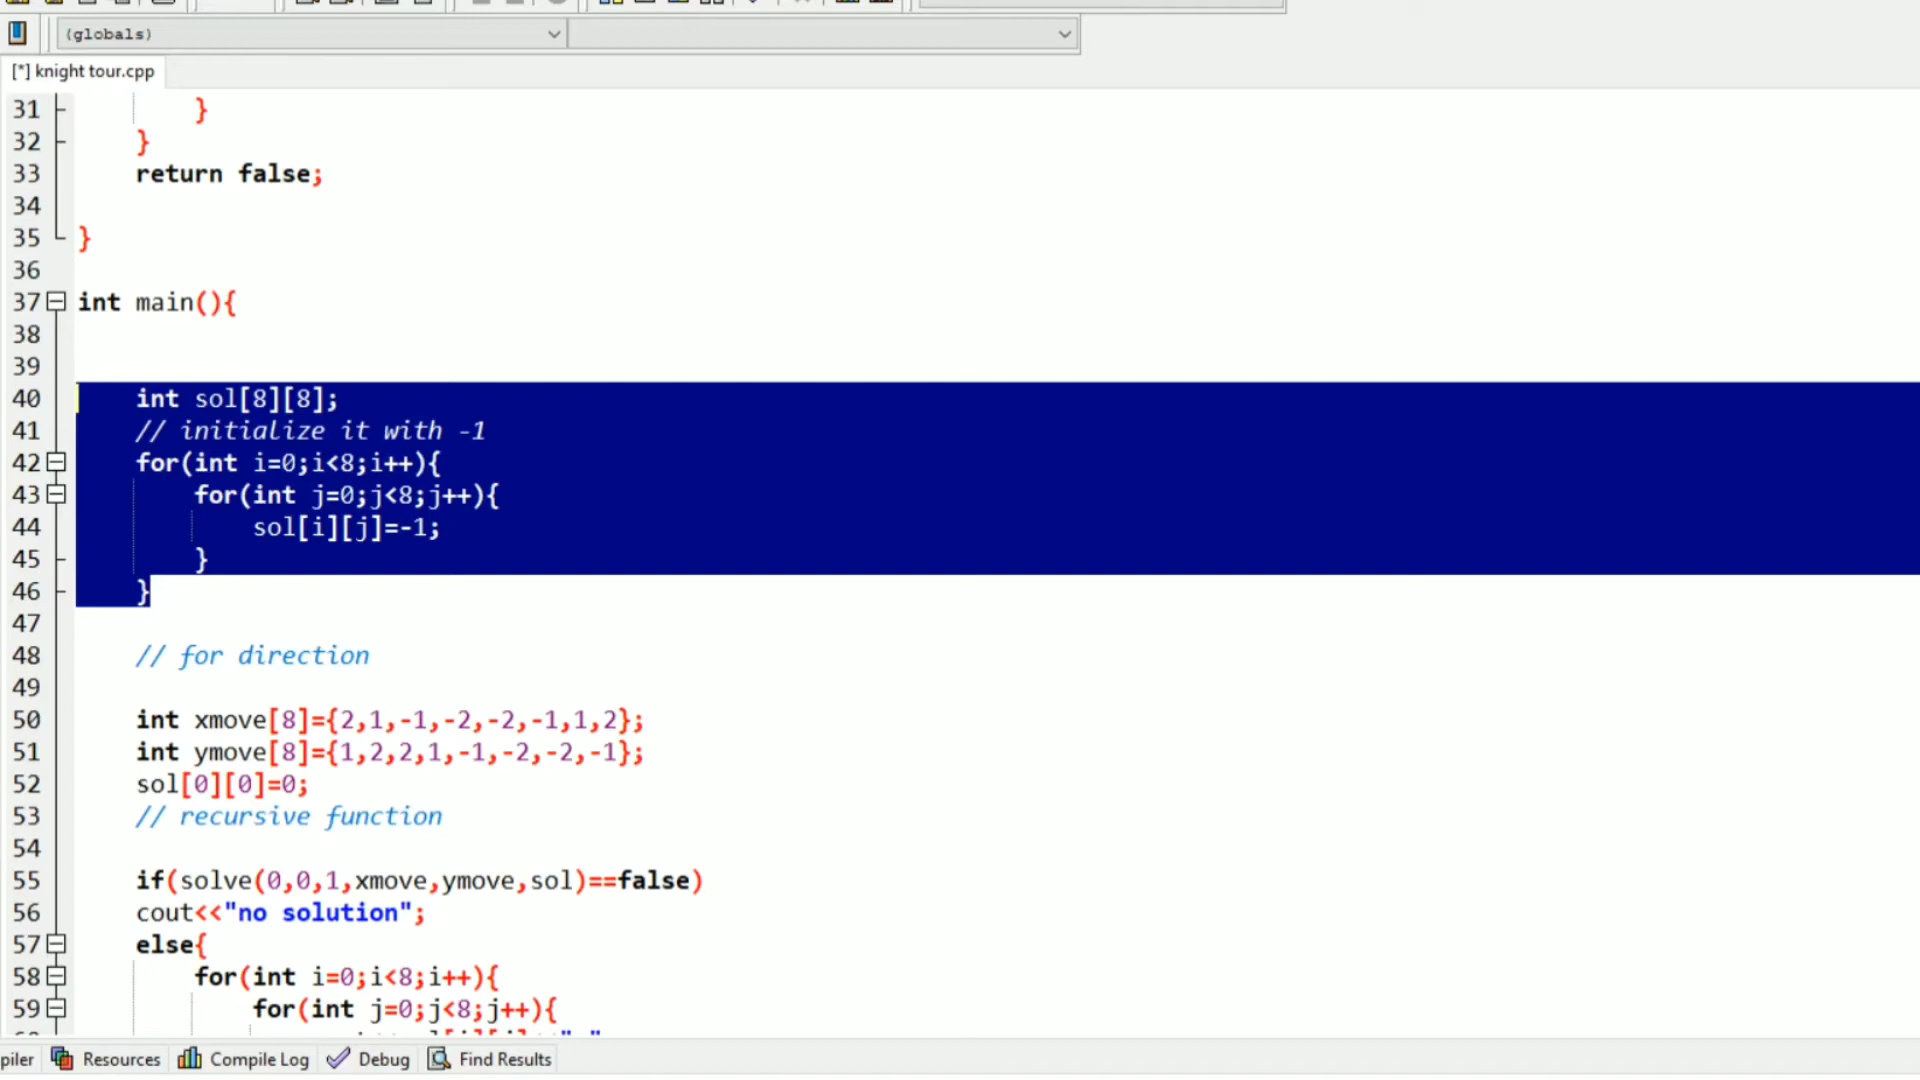 (globals)
[*] knight tour.cpp
31 }
32 }
33 return false;
34
35 }
36
37 int main(){
38
39
40 int sol[8][8];
41 // initialize it with -1
42 for(int i=0;i<8;i++){
43 for(int j=0;j<8;j++){
44 sol[i][j]=-1;
45 }
46 }
47
48 // for direction
49
50 int xmove[8]={2,1,-1,-2,-2,-1,1,2};
51 int ymove[8]={1,2,2,1,-1,-2,-2,-1};
52 sol[0][0]=0;
53 // recursive function
54
55 if(solve(0,0,1,xmove,ymove,sol)==false)
56 cout<<"no solution";
57 else{
58 for(int i=0;i<8;i++){
59 for(int j=0;j<8;j++){
piler Resources Compile Log Debug Find Results